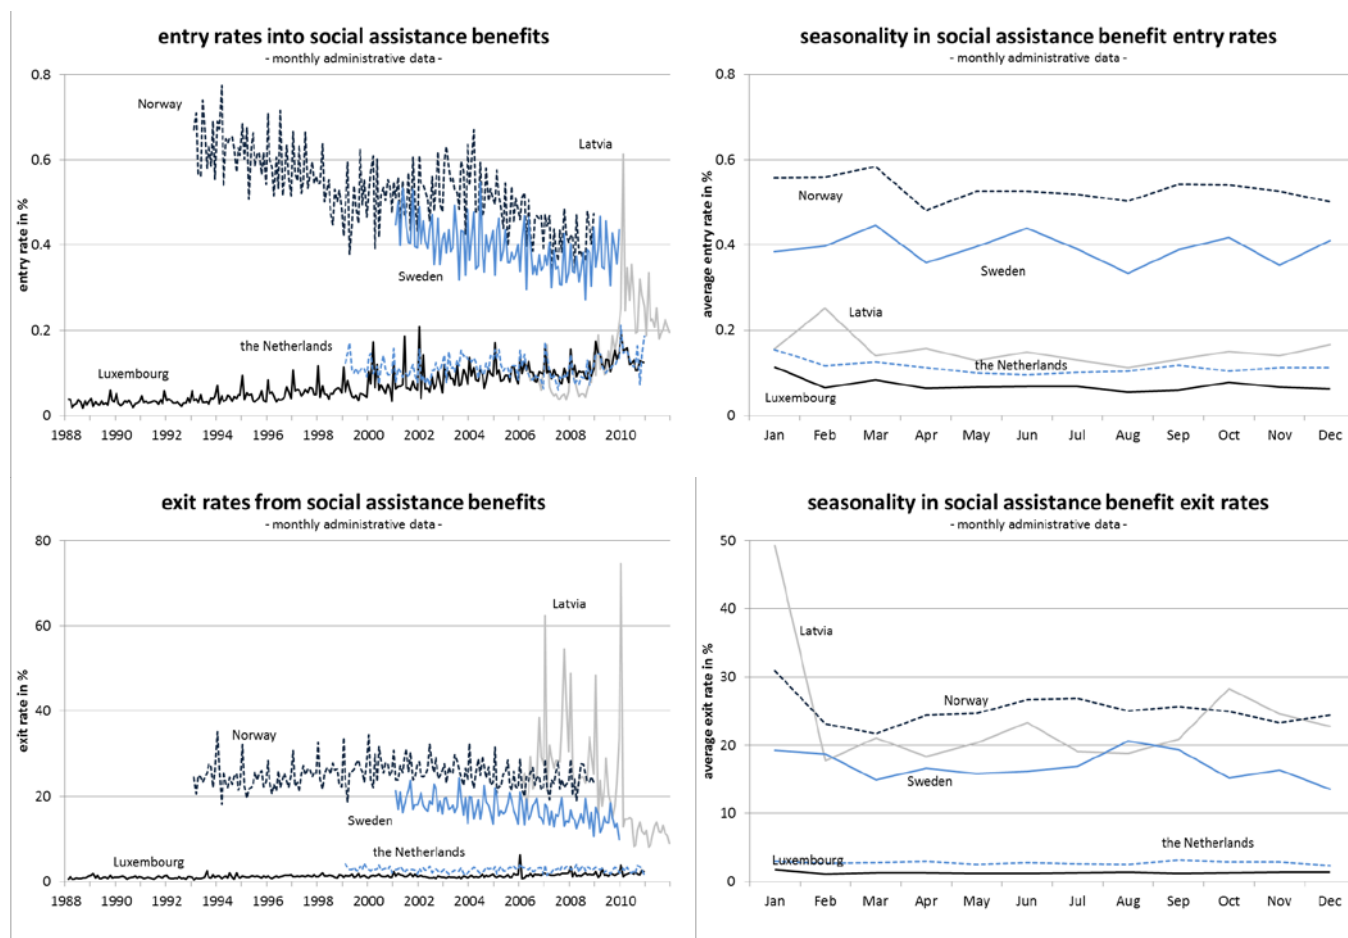 entry rates into social assistance benefits
- monthly administrative data -
entry rate in %
0.8
0.6
0.4
0.2
0
Norway
Latvia
Sweden
the Netherlands
Luxembourg
1988 1990 1992 1994 1996 1998 2000 2002 2004 2006 2008 2010
seasonality in social assistance benefit entry rates
- monthly administrative data -
average entry rate in %
0.8
0.6
0.4
0.2
0
Norway
Sweden
Latvia
the Netherlands
Luxembourg
Jan Feb Mar Apr May Jun Jul Aug Sep Oct Nov Dec
exit rates from social assistance benefits
- monthly administrative data -
exit rate in %
80
60
40
20
0
Latvia
Norway
Sweden
the Netherlands
Luxembourg
1988 1990 1992 1994 1996 1998 2000 2002 2004 2006 2008 2010
seasonality in social assistance benefit exit rates
- monthly administrative data -
average exit rate in %
50
40
30
20
10
0
Latvia
Norway
Sweden
the Netherlands
Luxembourg
Jan Feb Mar Apr May Jun Jul Aug Sep Oct Nov Dec